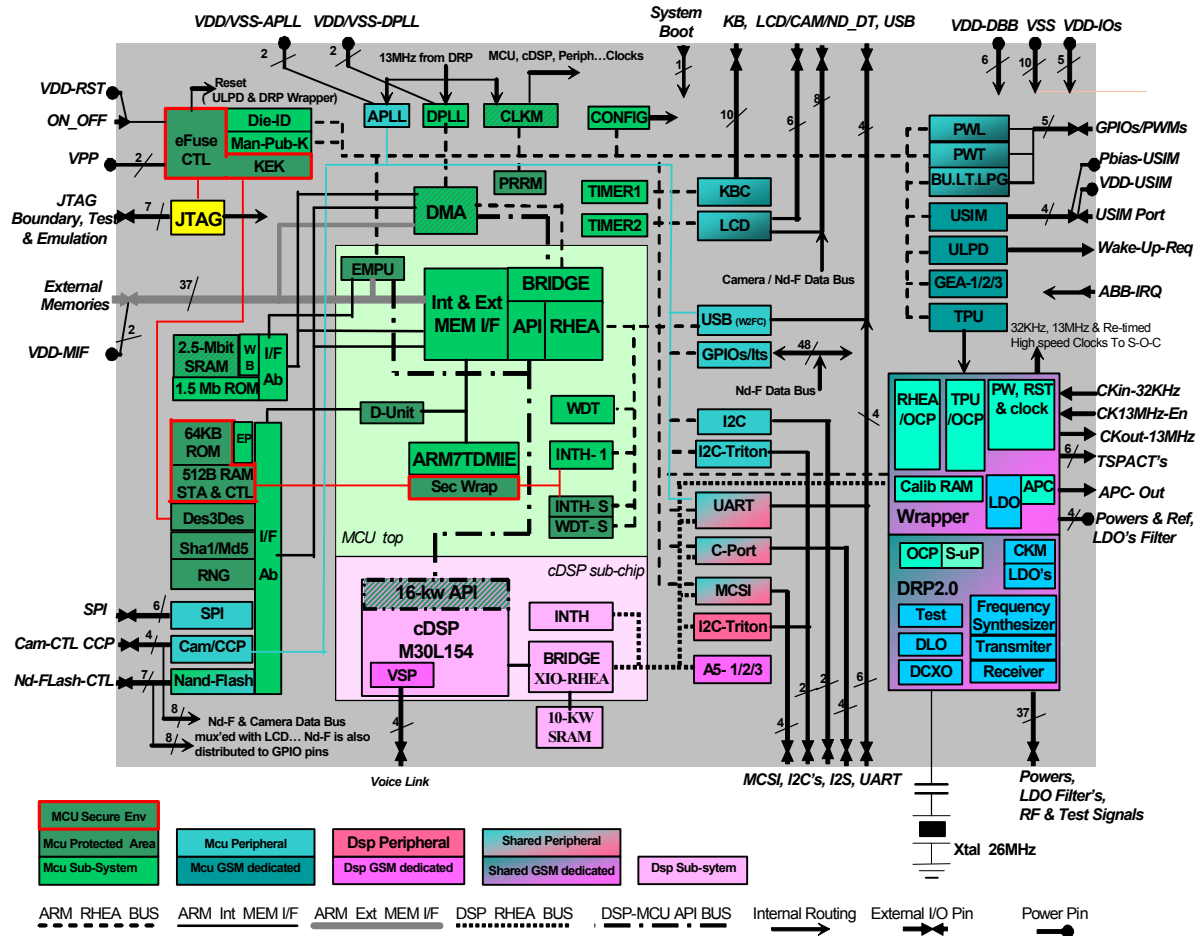 VDD/VSS-APLL
VDD/VSS-DPLL
System
Boot
KB, LCD/CAM/ND_DT, USB
VDD-DBB
VSS
VDD-IOs
2
2
13MHz from DRP
MCU, cDSP, Periph...Clocks
1
10
6
8
4
6
10
5
VDD-RST
ON_OFF
VPP
2
Reset
( ULPD & DRP Wrapper)
eFuse
CTL
Die-ID
Man-Pub-K
KEK
APLL
DPLL
CLKM
CONFIG
PRRM
DMA
TIMER1
TIMER2
KBC
LCD
PWL
PWT
BU.LT.LPG
USIM
ULPD
GEA-1/2/3
TPU
5
GPIOs/PWMs
Pbias-USIM
VDD-USIM
4
USIM Port
Wake-Up-Req
ABB-IRQ
JTAG
Boundary, Test
& Emulation
7
JTAG
External
Memories
37
2
VDD-MIF
EMPU
Int & Ext
MEM I/F
BRIDGE
API
RHEA
Camera / Nd-F Data Bus
USB (W2FC)
GPIOs/Its
48
Nd-F Data Bus
32KHz, 13MHz & Re-timed
High speed Clocks To S-O-C
2.5-Mbit
SRAM
W
B
1.5 Mb ROM
I/F
Ab
D-Unit
WDT
ARM7TDMIE
Sec Wrap
INTH- 1
INTH- S
WDT- S
MCU top
I2C
I2C-Triton
4
RHEA
/OCP
TPU
/OCP
PW, RST
& clock
Calib RAM
LDO
APC
Wrapper
CKin-32KHz
CK13MHz-En
CKout-13MHz
6
TSPACT's
APC- Out
4
Powers & Ref,
LDO's Filter
64KB
ROM
EP
512B RAM
STA & CTL
Des3Des
Sha1/Md5
RNG
I/F
Ab
SPI
Cam/CCP
Nand-Flash
SPI
6
Cam-CTL CCP
4
Nd-FLash-CTL
7
8
8
Nd-F & Camera Data Bus
mux'ed with LCD... Nd-F is also
distributed to GPIO pins
cDSP sub-chip
16-kw API
cDSP
M30L154
VSP
4
Voice Link
INTH
BRIDGE
XIO-RHEA
10-KW
SRAM
UART
C-Port
MCSI
I2C-Triton
A5- 1/2/3
4
2
2
4
6
MCSI, I2C's, I2S, UART
OCP
S-uP
CKM
LDO's
DRP2.0
Test
DLO
DCXO
Frequency
Synthesizer
Transmiter
Receiver
37
Powers,
LDO Filter's,
RF & Test Signals
Xtal 26MHz
MCU Secure Env
Mcu Protected Area
Mcu Sub-System
Mcu Peripheral
Mcu GSM dedicated
Dsp Peripheral
Dsp GSM dedicated
Shared Peripheral
Shared GSM dedicated
Dsp Sub-sytem
ARM RHEA BUS
ARM Int MEM I/F
ARM Ext MEM I/F
DSP RHEA BUS
DSP-MCU API BUS
Internal Routing
External I/O Pin
Power Pin